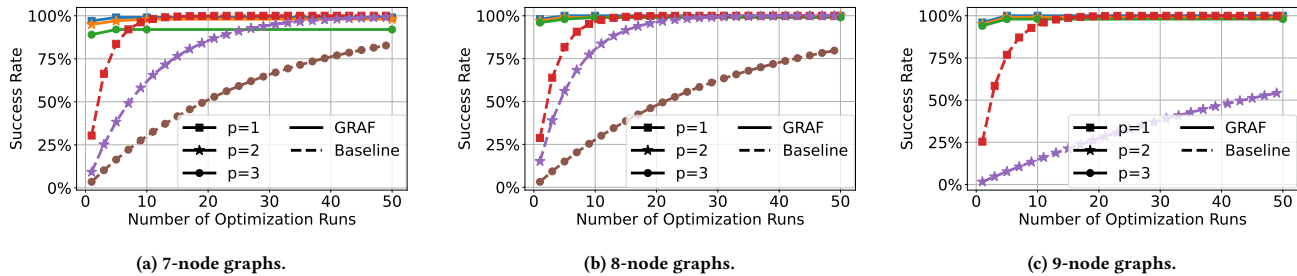 100%
75%
50%
25%
0%
Success Rate
p=1
p=2
p=3
GRAF
Baseline
0 10 20 30 40 50
Number of Optimization Runs
(a) 7-node graphs.
100%
75%
50%
25%
0%
Success Rate
p=1
p=2
p=3
GRAF
Baseline
0 10 20 30 40 50
Number of Optimization Runs
(b) 8-node graphs.
100%
75%
50%
25%
0%
Success Rate
p=1
p=2
p=3
GRAF
Baseline
0 10 20 30 40 50
Number of Optimization Runs
(c) 9-node graphs.